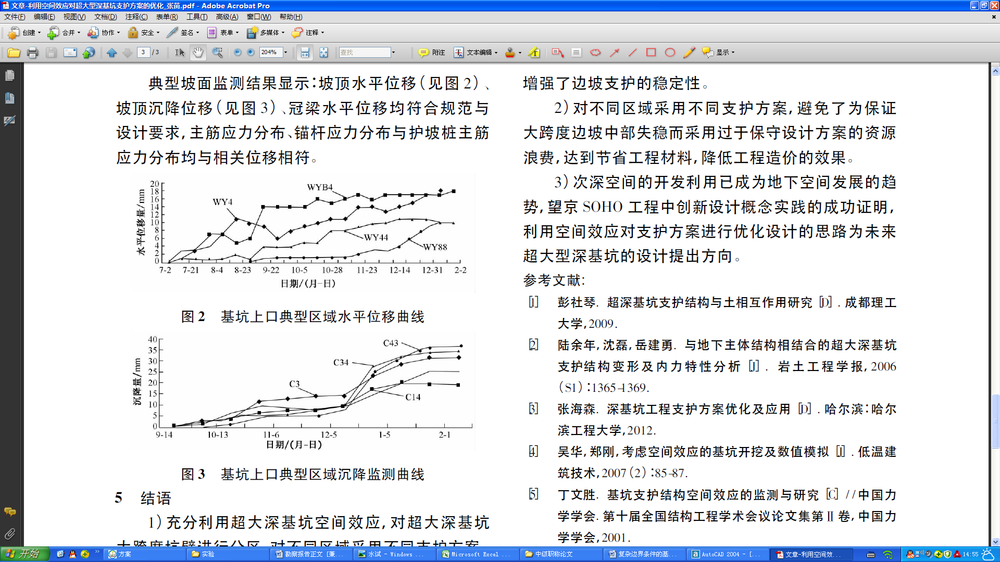 文章-利用空间效应对超大型深基坑支护方案的优化_张苗.pdf - Adobe Acrobat Pro
文件(F) 编辑(E) 视图(V) 文档(D) 注释(C) 表单(R) 工具(T) 高级(A) 窗口(W) 帮助(H)
创建 合并 协作 安全 签名 表单 多媒体 注释
3 / 3 204% 查找 附注 文本编辑 显示
典型坡面监测结果显示:坡顶水平位移(见图2)、
坡顶沉降位移(见图3)、冠梁水平位移均符合规范与
设计要求,主筋应力分布、锚杆应力分布与护坡桩主筋
应力分布均与相关位移相符。
水平位移量/mm
20
18
16
14
12
10
8
6
4
2
0
WYB4
WY4
WY44
WY88
7-2 7-21 8-4 8-23 9-22 10-5 10-28 11-23 12-14 12-31 2-2
日期/(月-日)
图2 基坑上口典型区域水平位移曲线
沉降量/mm
40
35
30
25
20
15
10
5
0
C43
C34
C3
C14
9-14 10-13 11-6 12-5 1-5 2-1
日期/(月-日)
图3 基坑上口典型区域沉降监测曲线
5 结语
1)充分利用超大深基坑空间效应,对超大深基坑
大跨度坑壁进行分区,对不同区域采用不同支护方案,
增强了边坡支护的稳定性。
2)对不同区域采用不同支护方案,避免了为保证
大跨度边坡中部失稳而采用过于保守设计方案的资源
浪费,达到节省工程材料,降低工程造价的效果。
3)次深空间的开发利用已成为地下空间发展的趋
势,望京SOHO工程中创新设计概念实践的成功证明,
利用空间效应对支护方案进行优化设计的思路为未来
超大型深基坑的设计提出方向。
参考文献:
[1] 彭社琴. 超深基坑支护结构与土相互作用研究[D].成都理工
大学,2009.
[2] 陆余年,沈磊,岳建勇. 与地下主体结构相结合的超大深基坑
支护结构变形及内力特性分析[J]. 岩土工程学报,2006
(S1):1365-1369.
[3] 张海森. 深基坑工程支护方案优化及应用[D].哈尔滨:哈尔
滨工程大学,2012.
[4] 吴华,郑刚,考虑空间效应的基坑开挖及数值模拟[J].低温建
筑技术,2007(2):85-87.
[5] 丁文胜. 基坑支护结构空间效应的监测与研究[C]//中国力
学学会.第十届全国结构工程学术会议论文集第Ⅱ卷,中国力
学学会,2001.
开始 方案 实验 勘察报告正文 [兼... 水试 - Windows ... Microsoft Excel ... 中级职称论文 复杂边界条件的基... AutoCAD 2004 - [... 文章-利用空间效... 14:55